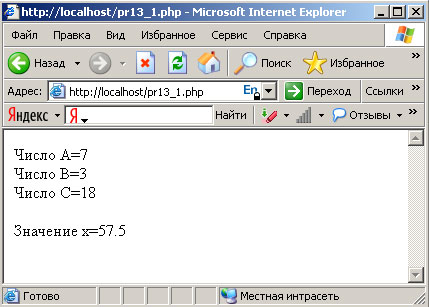 http://localhost/pr13_1.php - Microsoft Internet Explorer
Файл Правка Вид Избранное Сервис Справка
Назад Поиск Избранное
Адрес: http://localhost/pr13_1.php En Переход Ссылки »
Яндекс Я Найти Отзывы »
Число A=7
Число B=3
Число C=18
Значение x=57.5
Готово Местная интрасеть